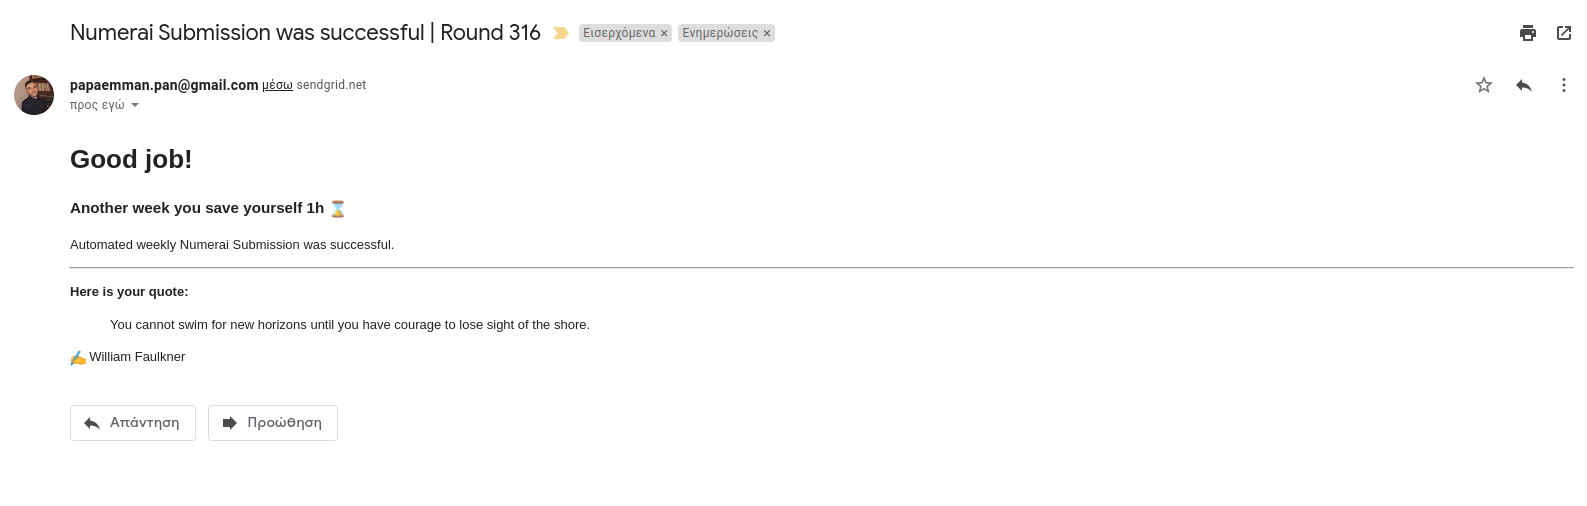 Numerai Submission was successful | Round 316 Εισερχόμενα × Ενημερώσεις ×
papaemman.pan@gmail.com μέσω sendgrid.net
προς εγώ
Good job!
Another week you save yourself 1h ⌛
Automated weekly Numerai Submission was successful.
Here is your quote:
You cannot swim for new horizons until you have courage to lose sight of the shore.
✍️ William Faulkner
Απάντηση Προώθηση